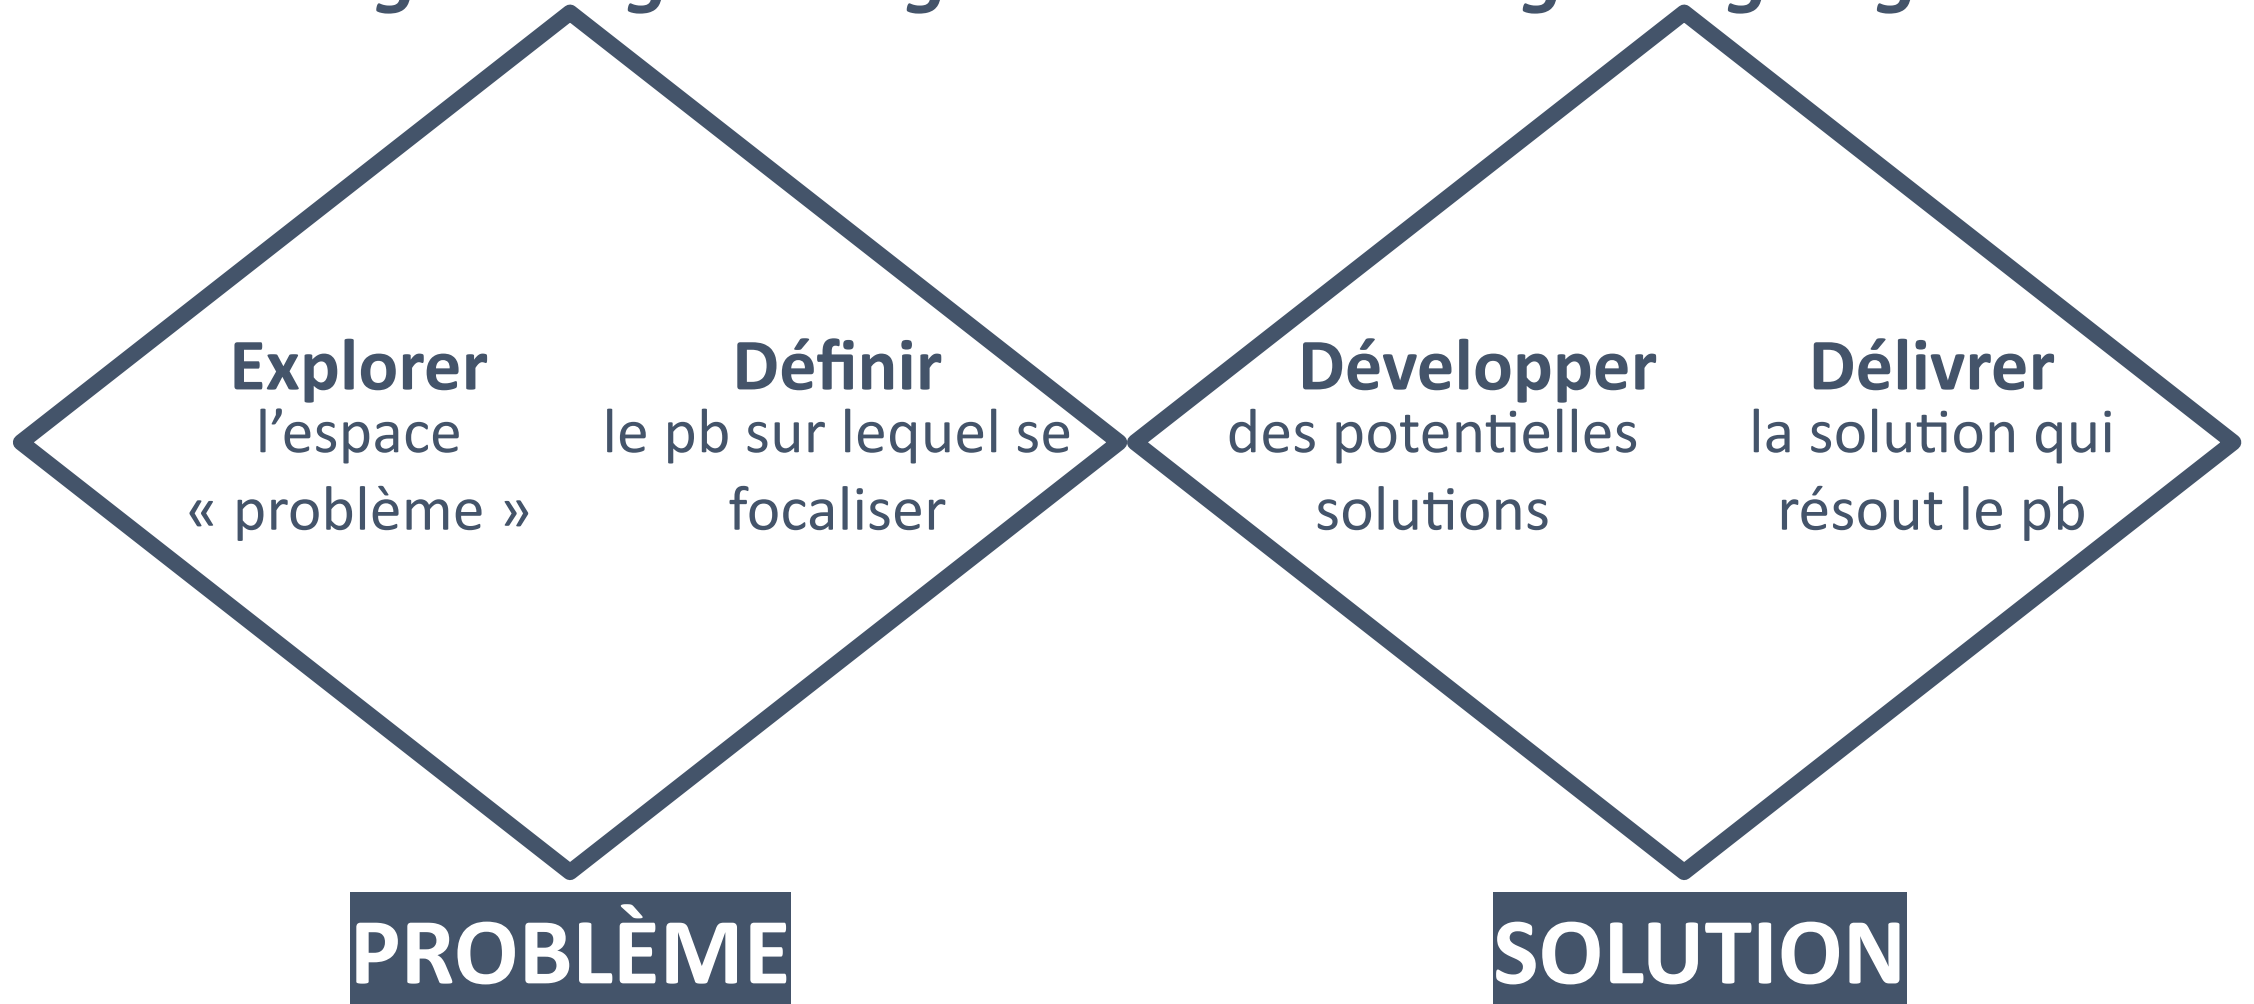 Explorer
l’espace
« problème »
Définir
le pb sur lequel se
focaliser
Développer
des potentielles
solutions
Délivrer
la solution qui
résout le pb
PROBLÈME
SOLUTION